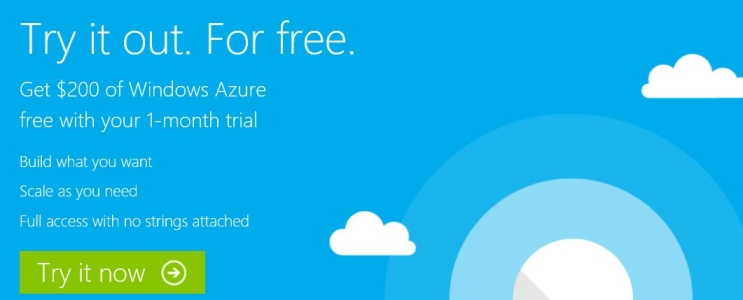 Try it out. For free.
Get $200 of Windows Azure
free with your 1-month trial
Build what you want
Scale as you need
Full access with no strings attached
Try it now